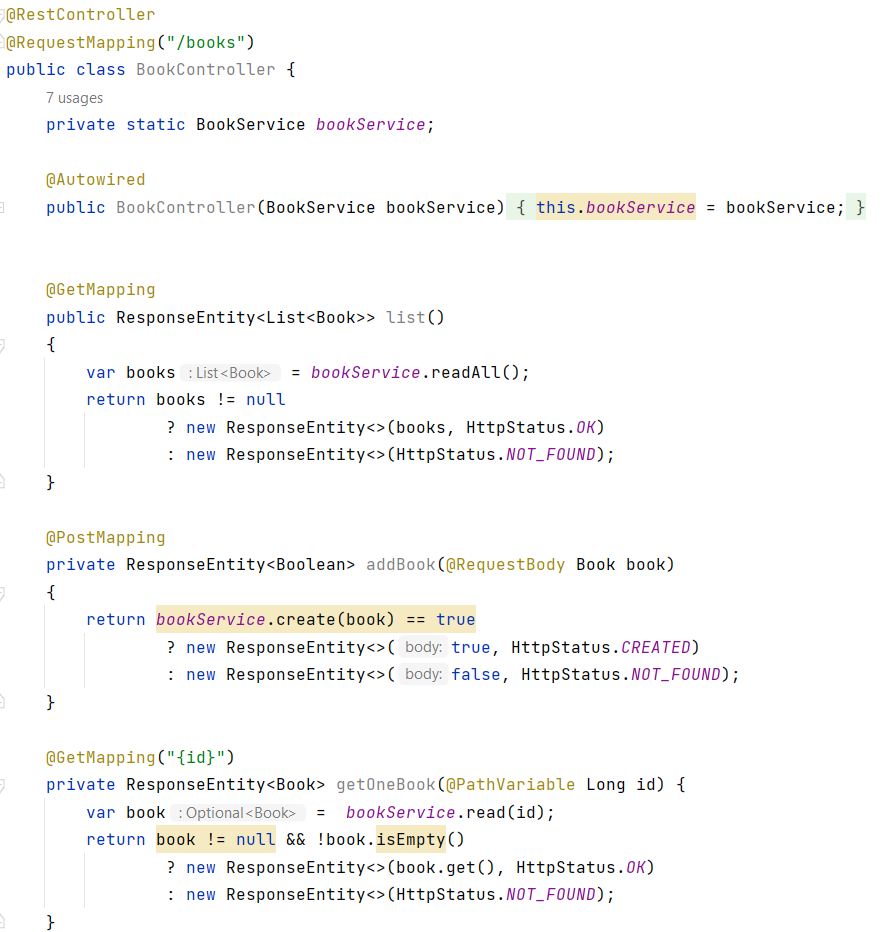 @RestController
@RequestMapping("/books")
public class BookController {
7 usages
private static BookService bookService;
@Autowired
public BookController(BookService bookService) { this.bookService = bookService; }
@GetMapping
public ResponseEntity<List<Book>> list()
{
var books : List<Book> = bookService.readAll();
return books != null
? new ResponseEntity<>(books, HttpStatus.OK)
: new ResponseEntity<>(HttpStatus.NOT_FOUND);
}
@PostMapping
private ResponseEntity<Boolean> addBook(@RequestBody Book book)
{
return bookService.create(book) == true
? new ResponseEntity<>( body: true, HttpStatus.CREATED)
: new ResponseEntity<>( body: false, HttpStatus.NOT_FOUND);
}
@GetMapping("{id}")
private ResponseEntity<Book> getOneBook(@PathVariable Long id) {
var book : Optional<Book> = bookService.read(id);
return book != null && !book.isEmpty()
? new ResponseEntity<>(book.get(), HttpStatus.OK)
: new ResponseEntity<>(HttpStatus.NOT_FOUND);
}